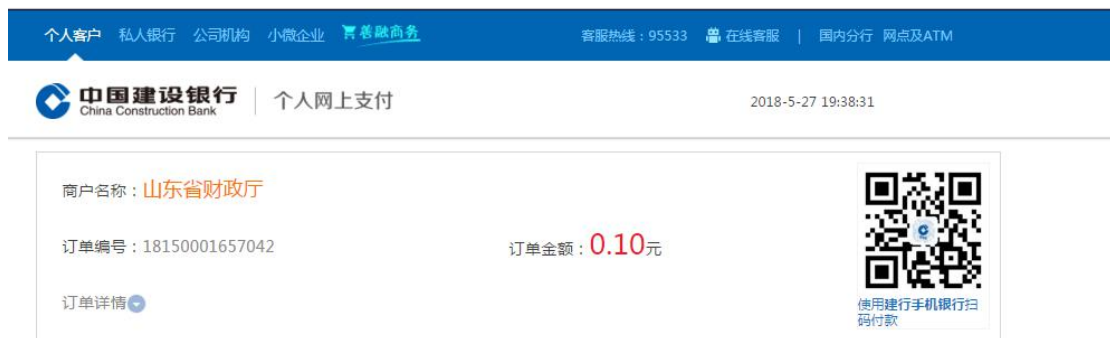 个人客户 私人银行 公司机构 小微企业 善融商务 客服热线：95533 在线客服 | 国内分行 网点及ATM
中国建设银行 China Construction Bank 个人网上支付 2018-5-27 19:38:31
商户名称：山东省财政厅
订单编号：18150001657042 订单金额：0.10元
订单详情
使用建行手机银行扫
码付款